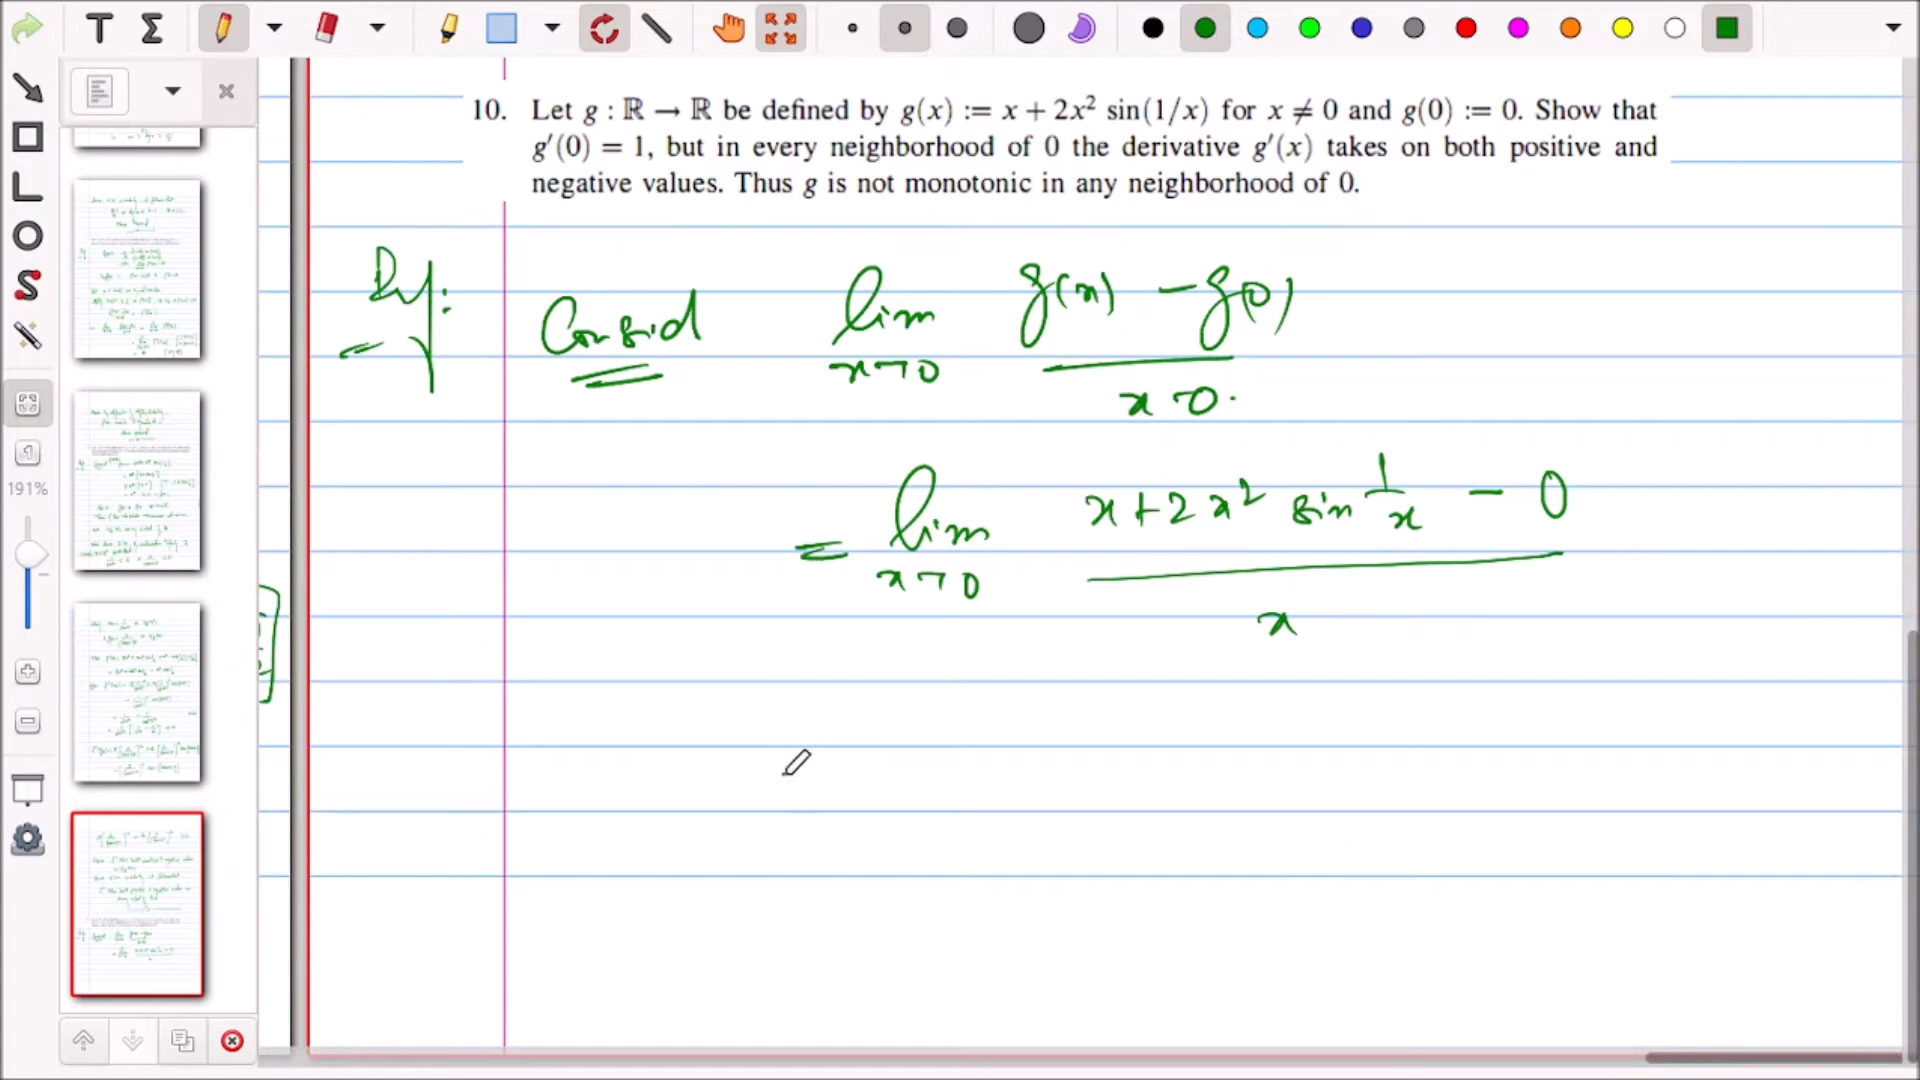 T Σ
10. Let g : ℝ → ℝ be defined by g(x) := x + 2x² sin(1/x) for x ≠ 0 and g(0) := 0. Show that
g′(0) = 1, but in every neighborhood of 0 the derivative g′(x) takes on both positive and
negative values. Thus g is not monotonic in any neighborhood of 0.
Consid lim x→0 g(x) - g(0) / x-0.
= lim x→0 x+2x² sin 1/x - 0 / x
191%